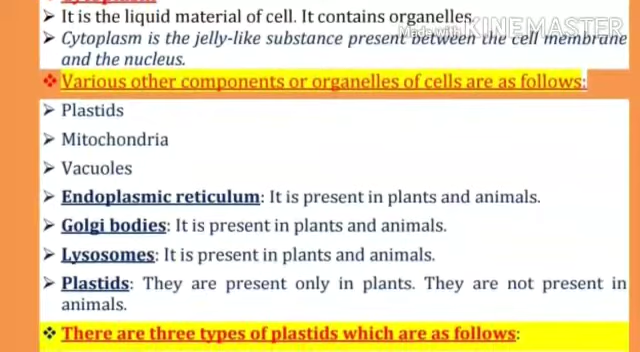 ➤ It is the liquid material of cell. It contains organelles.
Made with KINEMASTER
➤ Cytoplasm is the jelly-like substance present between the cell membrane
and the nucleus.
❖ Various other components or organelles of cells are as follows:
➤ Plastids
➤ Mitochondria
➤ Vacuoles
➤ Endoplasmic reticulum: It is present in plants and animals.
➤ Golgi bodies: It is present in plants and animals.
➤ Lysosomes: It is present in plants and animals.
➤ Plastids: They are present only in plants. They are not present in
animals.
❖ There are three types of plastids which are as follows: